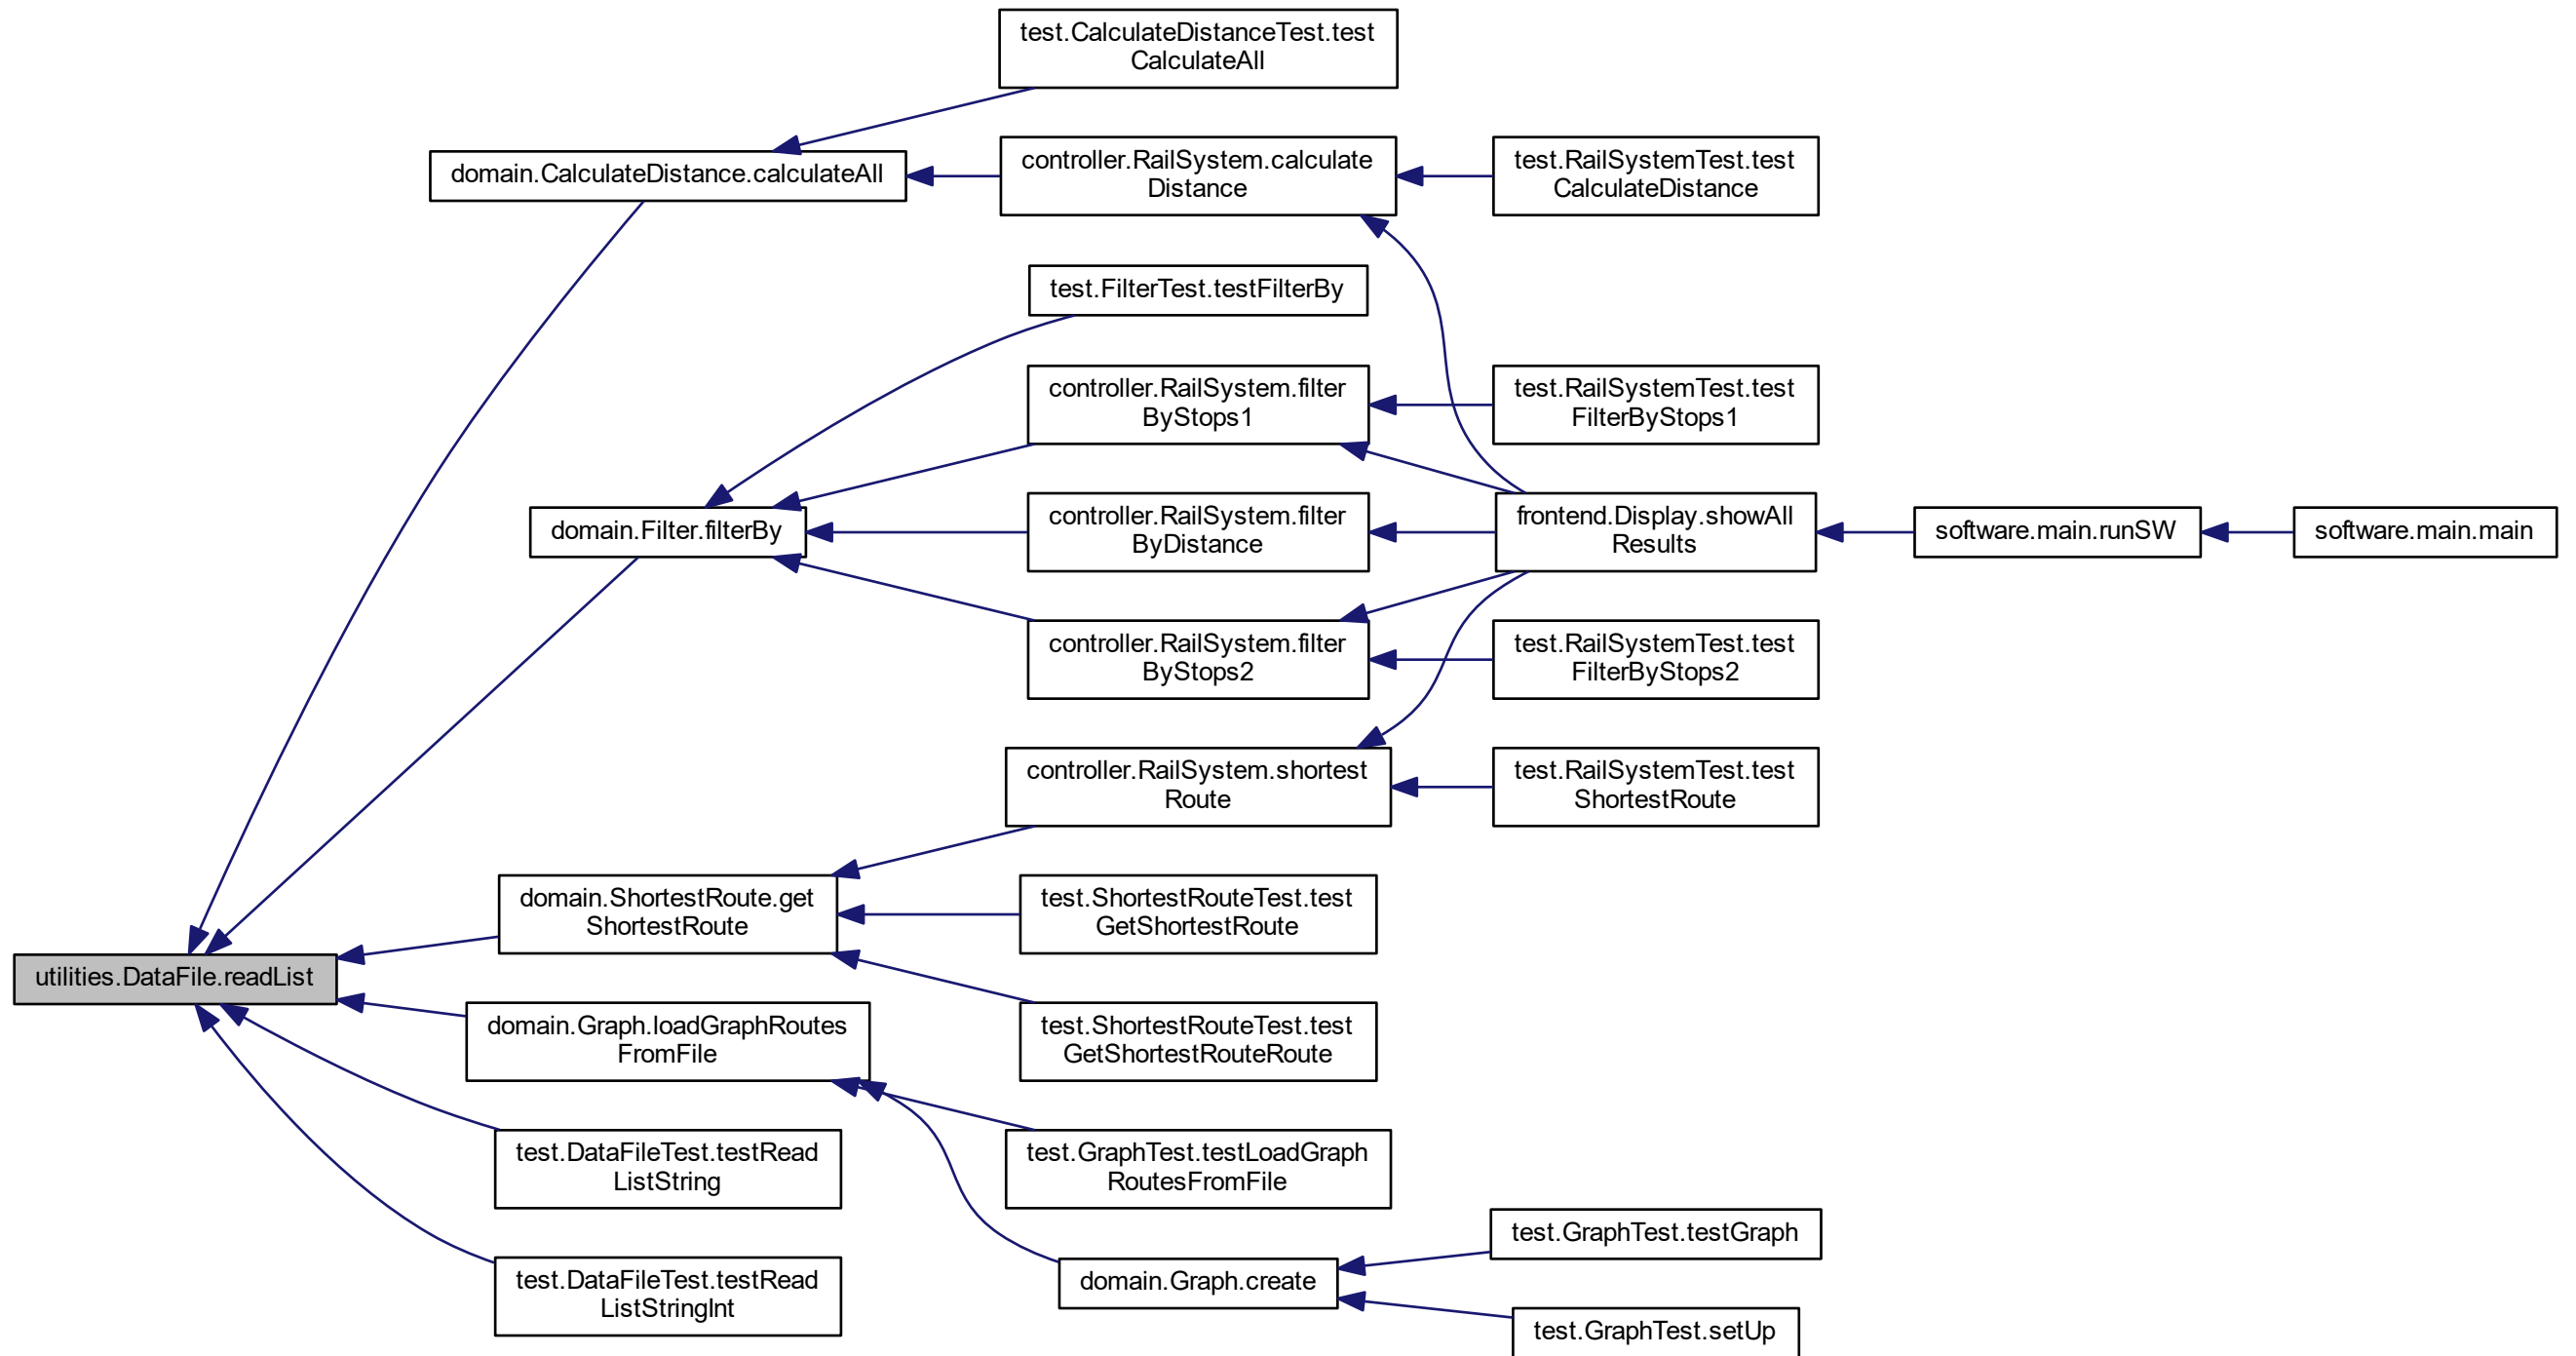 test.CalculateDistanceTest.test
CalculateAll
domain.CalculateDistance.calculateAll
controller.RailSystem.calculate
Distance
test.RailSystemTest.test
CalculateDistance
test.FilterTest.testFilterBy
controller.RailSystem.filter
ByStops1
test.RailSystemTest.test
FilterByStops1
domain.Filter.filterBy
controller.RailSystem.filter
ByDistance
frontend.Display.showAll
Results
software.main.runSW
software.main.main
controller.RailSystem.filter
ByStops2
test.RailSystemTest.test
FilterByStops2
controller.RailSystem.shortest
Route
test.RailSystemTest.test
ShortestRoute
domain.ShortestRoute.get
ShortestRoute
test.ShortestRouteTest.test
GetShortestRoute
utilities.DataFile.readList
domain.Graph.loadGraphRoutes
FromFile
test.ShortestRouteTest.test
GetShortestRouteRoute
test.DataFileTest.testRead
ListString
test.GraphTest.testLoadGraph
RoutesFromFile
test.GraphTest.testGraph
test.DataFileTest.testRead
ListStringInt
domain.Graph.create
test.GraphTest.setUp